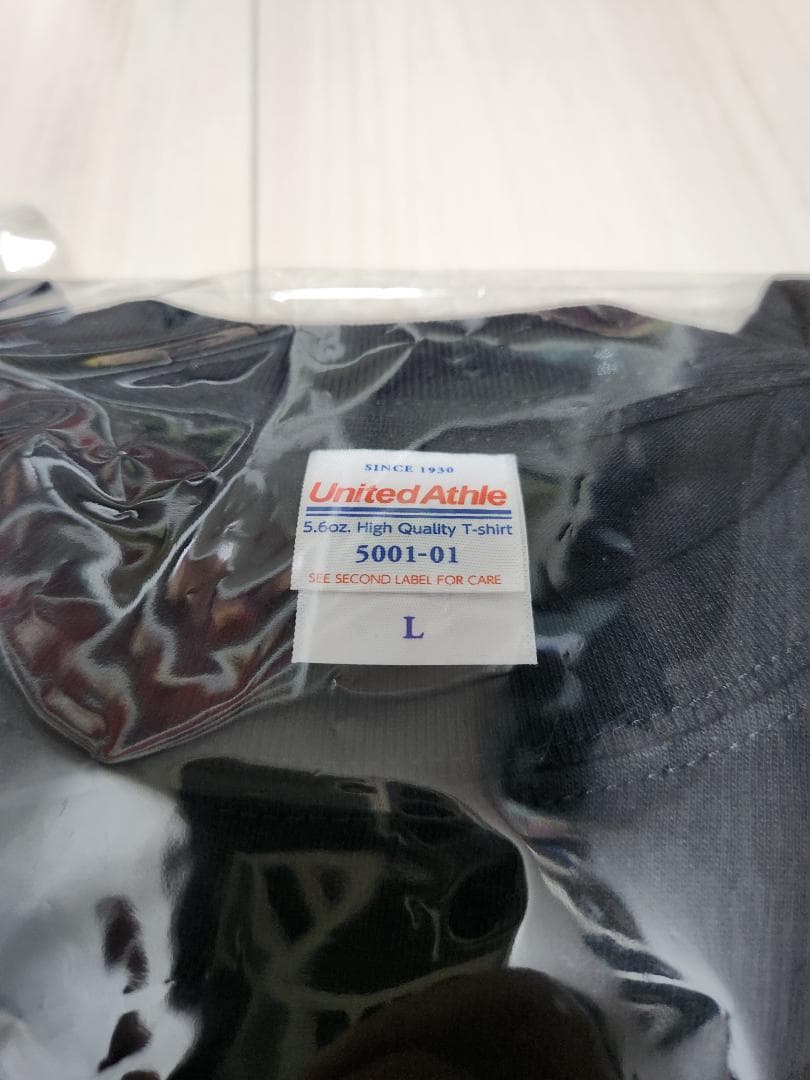 SINCE 1930
United Athle
5.6oz. High Quality T-shirt
5001-01
SEE SECOND LABEL FOR CARE
L